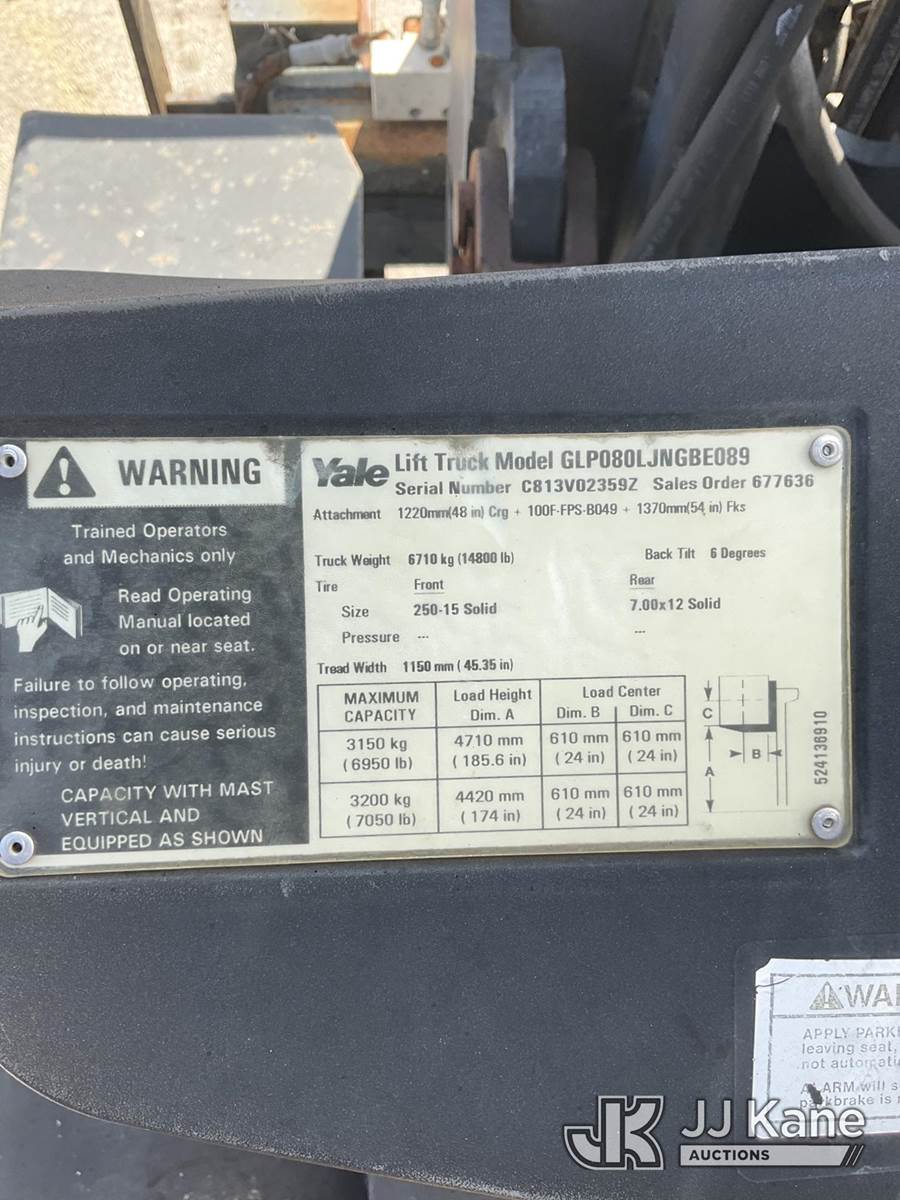 WARNING
Trained Operators
and Mechanics only
Read Operating
Manual located
on or near seat.
Failure to follow operating,
inspection, and maintenance
instructions can cause serious
injury or death!
CAPACITY WITH MAST
VERTICAL AND
EQUIPPED AS SHOWN
Yale Lift Truck Model GLP080LJNGBE089
Serial Number C813V02359Z Sales Order 677636
Attachment 1220mm(48 in) Crg + 100F-FPS-B049 + 1370mm(54 in) Fks
Truck Weight 6710 kg (14800 lb) Back Tilt 6 Degrees
Tire Front Rear
Size 250-15 Solid 7.00x12 Solid
Pressure --- ---
Tread Width 1150 mm ( 45.35 in)
MAXIMUM CAPACITY Load Height Dim. A Load Center Dim. B Dim. C
3150 kg 4710 mm 610 mm 610 mm
( 6950 lb) ( 185.6 in) ( 24 in) ( 24 in)
3200 kg 4420 mm 610 mm 610 mm
( 7050 lb) ( 174 in) ( 24 in) ( 24 in)
C
B
A
524136910
APPLY
leaving seat,
not
ALARM will
parkbrake is
JK JJ Kane
AUCTIONS